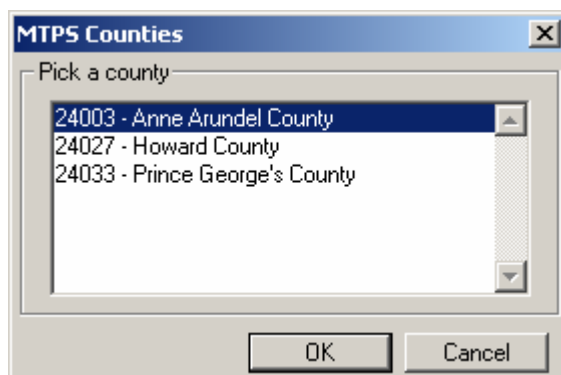 MTPS Counties
Pick a county
24003 - Anne Arundel County
24027 - Howard County
24033 - Prince George's County
OK
Cancel